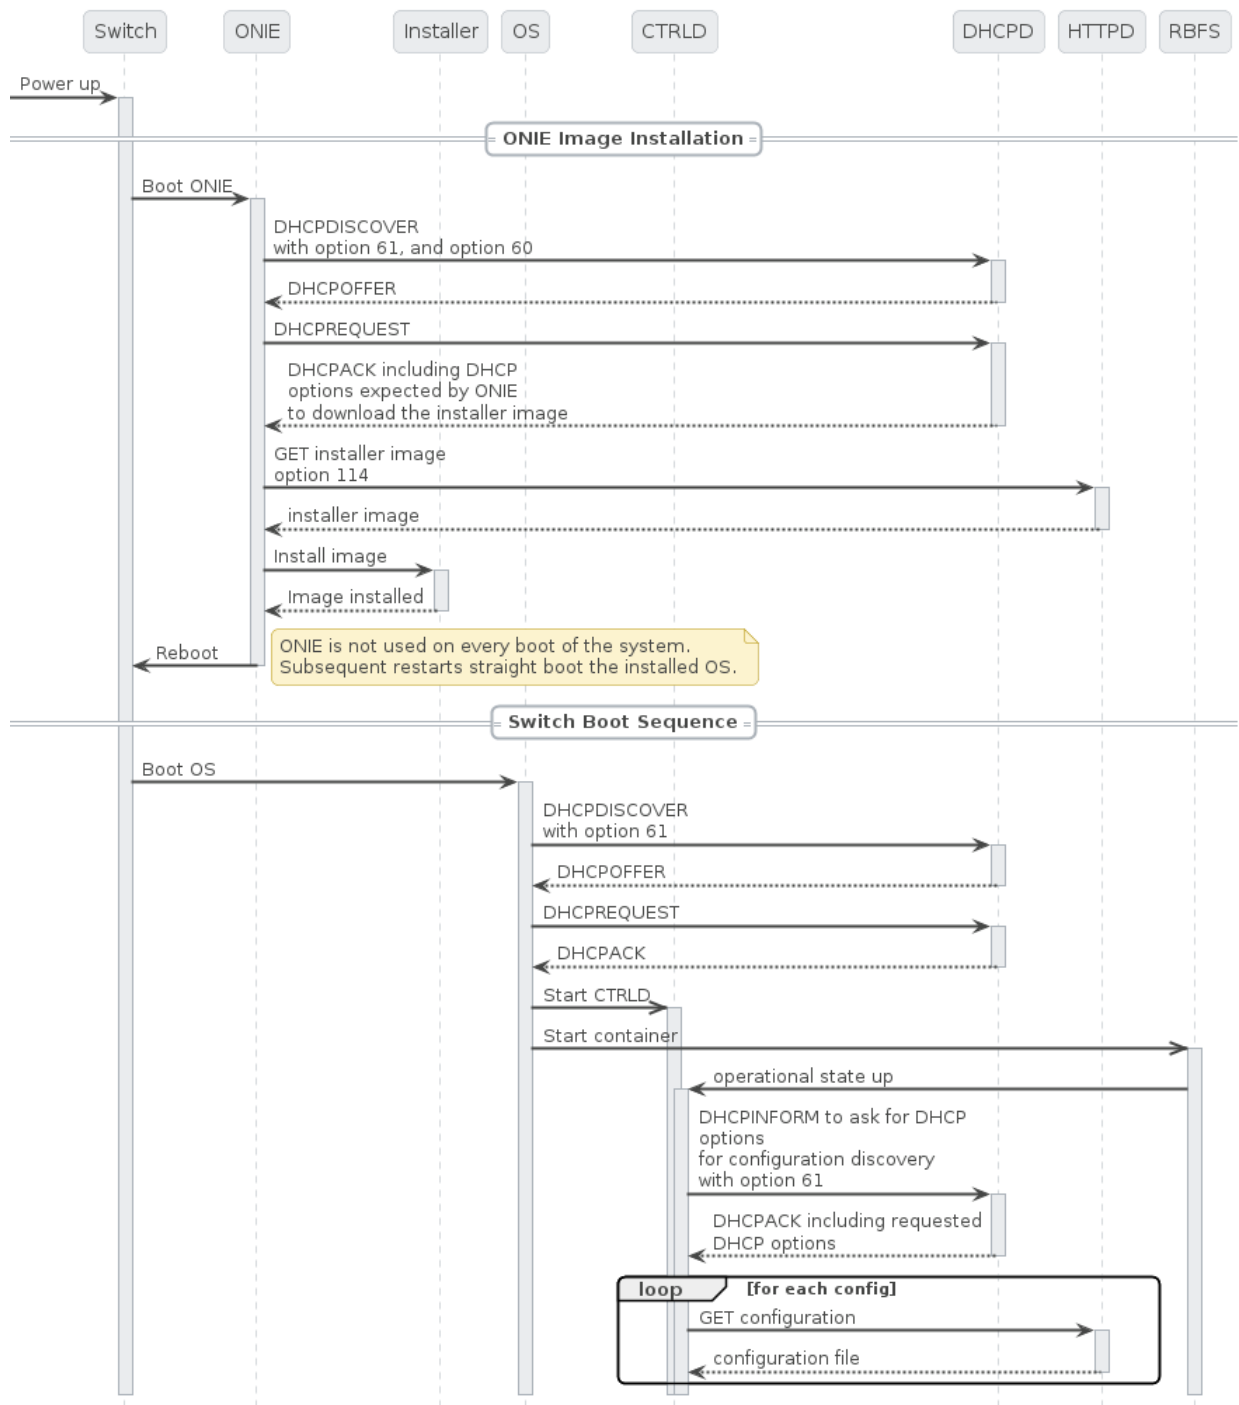 Switch ONIE Installer OS CTRLD DHCPD HTTPD RBFS
Power up
ONIE Image Installation
Boot ONIE
DHCPDISCOVER
with option 61, and option 60
DHCPOFFER
DHCPREQUEST
DHCPACK including DHCP
options expected by ONIE
to download the installer image
GET installer image
option 114
installer image
Install image
Image installed
ONIE is not used on every boot of the system.
Reboot
Subsequent restarts straight boot the installed OS.
Switch Boot Sequence
Boot OS
DHCPDISCOVER
with option 61
DHCPOFFER
DHCPREQUEST
DHCPACK
Start CTRLD
Start container
operational state up
DHCPINFORM to ask for DHCP
options
for configuration discovery
with option 61
DHCPACK including requested
DHCP options
loop [for each config]
GET configuration
configuration file